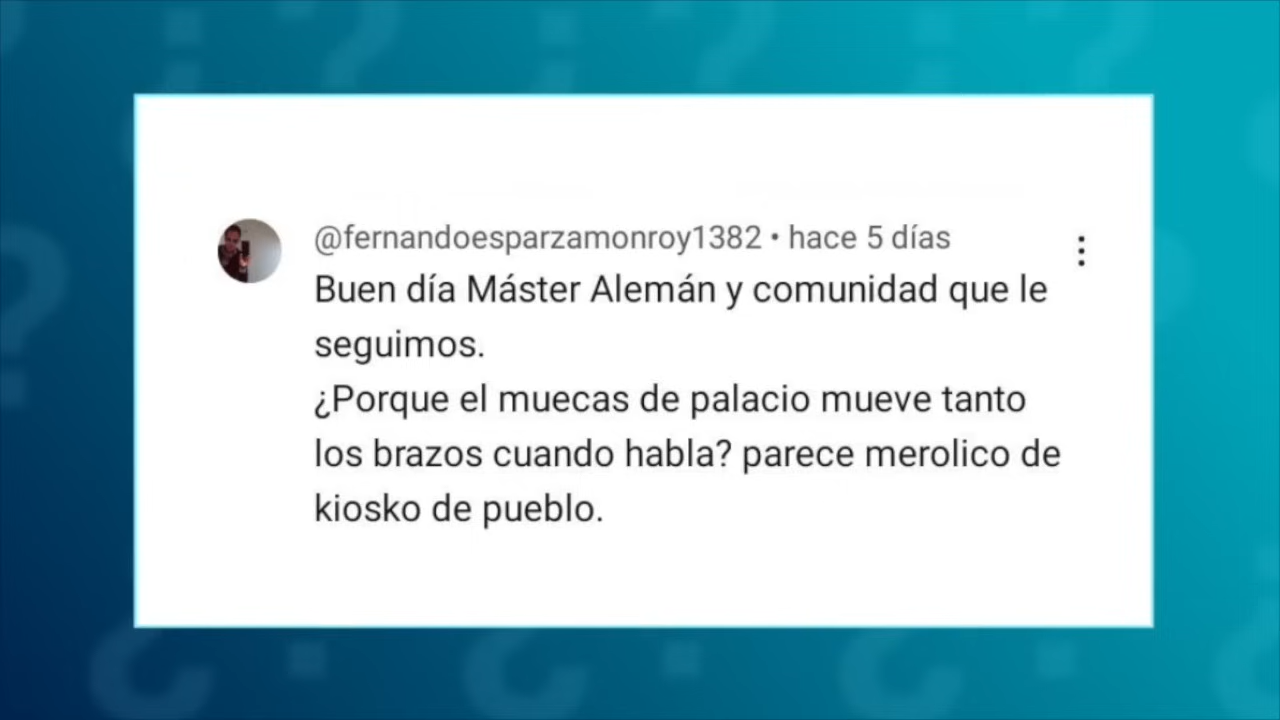 @fernandoesparzamonroy1382 • hace 5 días
Buen día Máster Alemán y comunidad que le
seguimos.
¿Porque el muecas de palacio mueve tanto
los brazos cuando habla? parece merolico de
kiosko de pueblo.